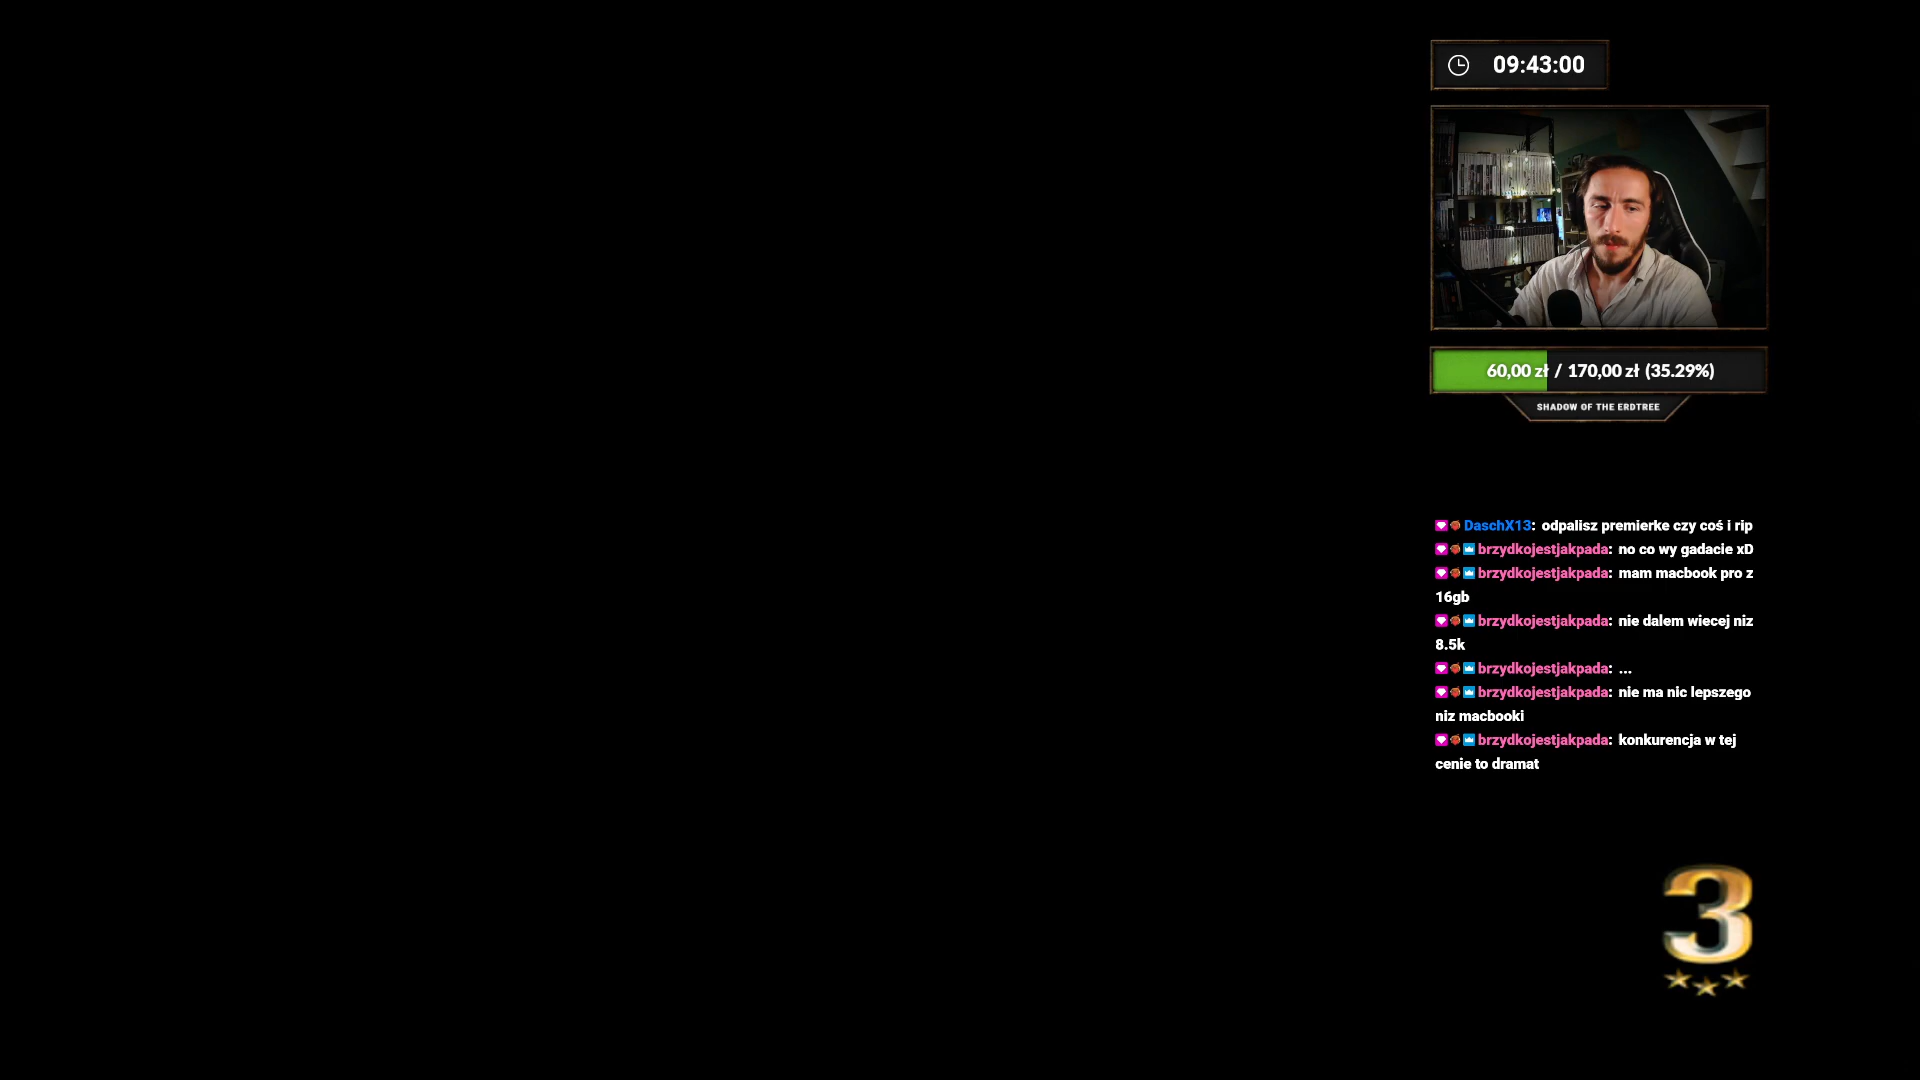 09:43:00
60,00 zł / 170,00 zł (35.29%)
SHADOW OF THE ERDTREE
DaschX13: odpalisz premierke czy coś i rip
brzydkojestjakpada: no co wy gadacie xD
brzydkojestjakpada: mam macbook pro z
16gb
brzydkojestjakpada: nie dalem wiecej niz
8.5k
brzydkojestjakpada: ...
brzydkojestjakpada: nie ma nic lepszego
niz macbooki
brzydkojestjakpada: konkurencja w tej
cenie to dramat
3